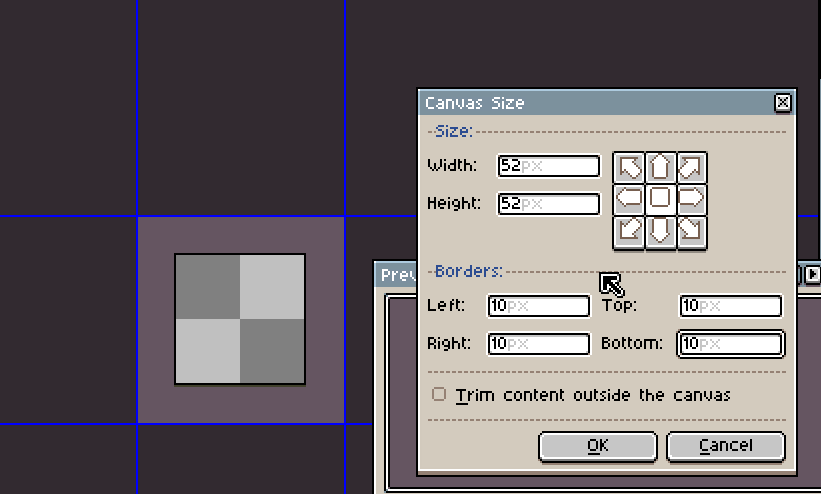 Canvas Size
Size:
Width: 52px
Height: 52px
Prev
Borders:
Left: 10px Top: 10px
Right: 10px Bottom: 10px
Trim content outside the canvas
OK Cancel